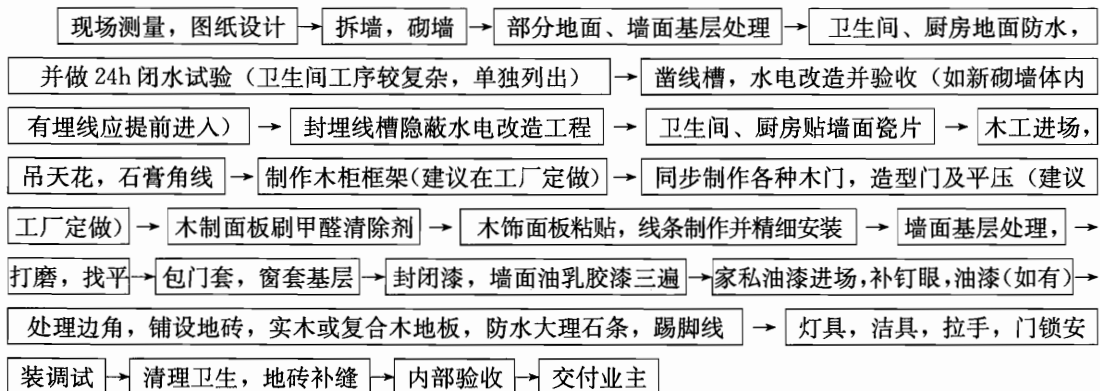 现场测量，图纸设计→拆墙，砌墙→部分地面、墙面基层处理→卫生间、厨房地面防水，
并做24h闭水试验（卫生间工序较复杂，单独列出）→凿线槽，水电改造并验收（如新砌墙体内
有埋线应提前进入）→封埋线槽隐蔽水电改造工程→卫生间、厨房贴墙面瓷片→木工进场，
吊天花，石膏角线→制作木柜框架(建议在工厂定做)→同步制作各种木门，造型门及平压（建议
工厂定做）→木制面板刷甲醛清除剂→木饰面板粘贴，线条制作并精细安装→墙面基层处理，→
打磨，找平→包门套，窗套基层→封闭漆，墙面油乳胶漆三遍→家私油漆进场,补钉眼,油漆(如有)→
处理边角，铺设地砖，实木或复合木地板，防水大理石条，踢脚线→灯具，洁具，拉手，门锁安
装调试→清理卫生，地砖补缝→内部验收→交付业主